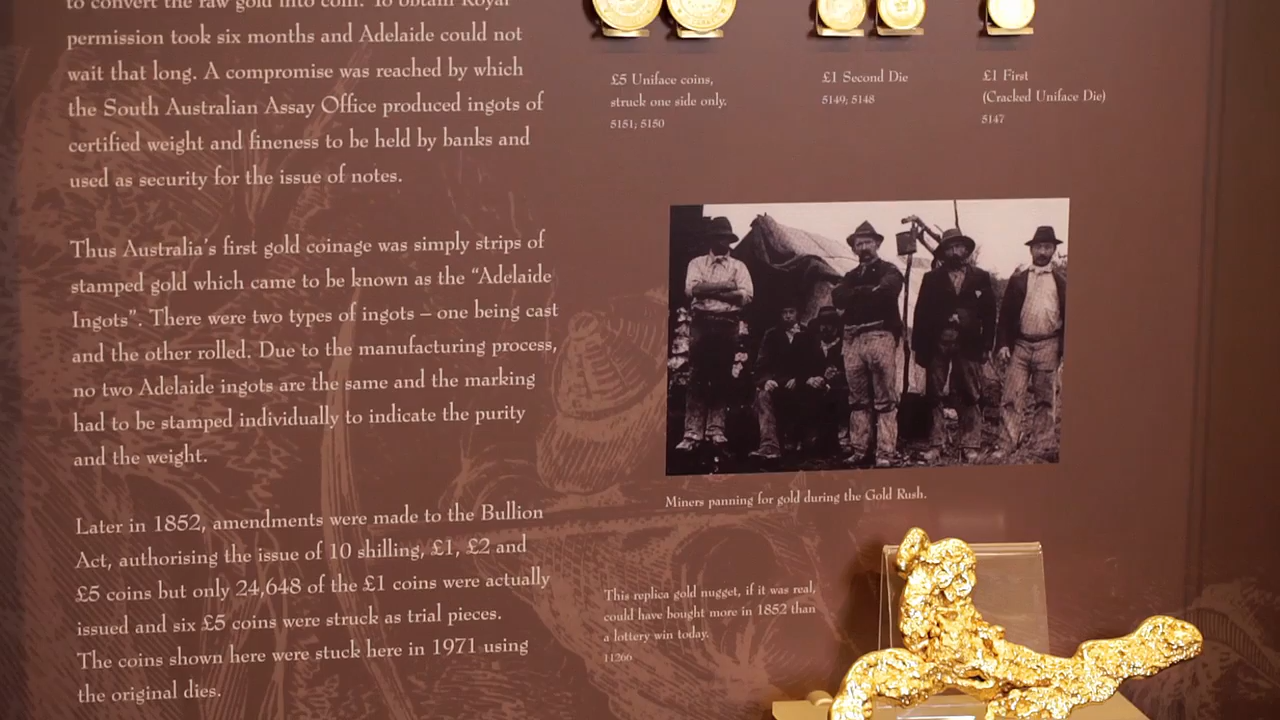 to convert the raw gold into coin. To obtain Royal
permission took six months and Adelaide could not
wait that long. A compromise was reached by which
the South Australian Assay Office produced ingots of
certified weight and fineness to be held by banks and
used as security for the issue of notes.
Thus Australia's first gold coinage was simply strips of
stamped gold which came to be known as the "Adelaide
Ingots". There were two types of ingots – one being cast
and the other rolled. Due to the manufacturing process,
no two Adelaide ingots are the same and the marking
had to be stamped individually to indicate the purity
and the weight.
Later in 1852, amendments were made to the Bullion
Act, authorising the issue of 10 shilling, £1, £2 and
£5 coins but only 24,648 of the £1 coins were actually
issued and six £5 coins were struck as trial pieces.
The coins shown here were stuck here in 1971 using
the original dies.
£5 Uniface coins,
struck one side only.
5151; 5150
£1 Second Die
5149; 5148
£1 First
(Cracked Uniface Die)
5147
Miners panning for gold during the Gold Rush.
This replica gold nugget, if it was real,
could have bought more in 1852 than
a lottery win today.
11266